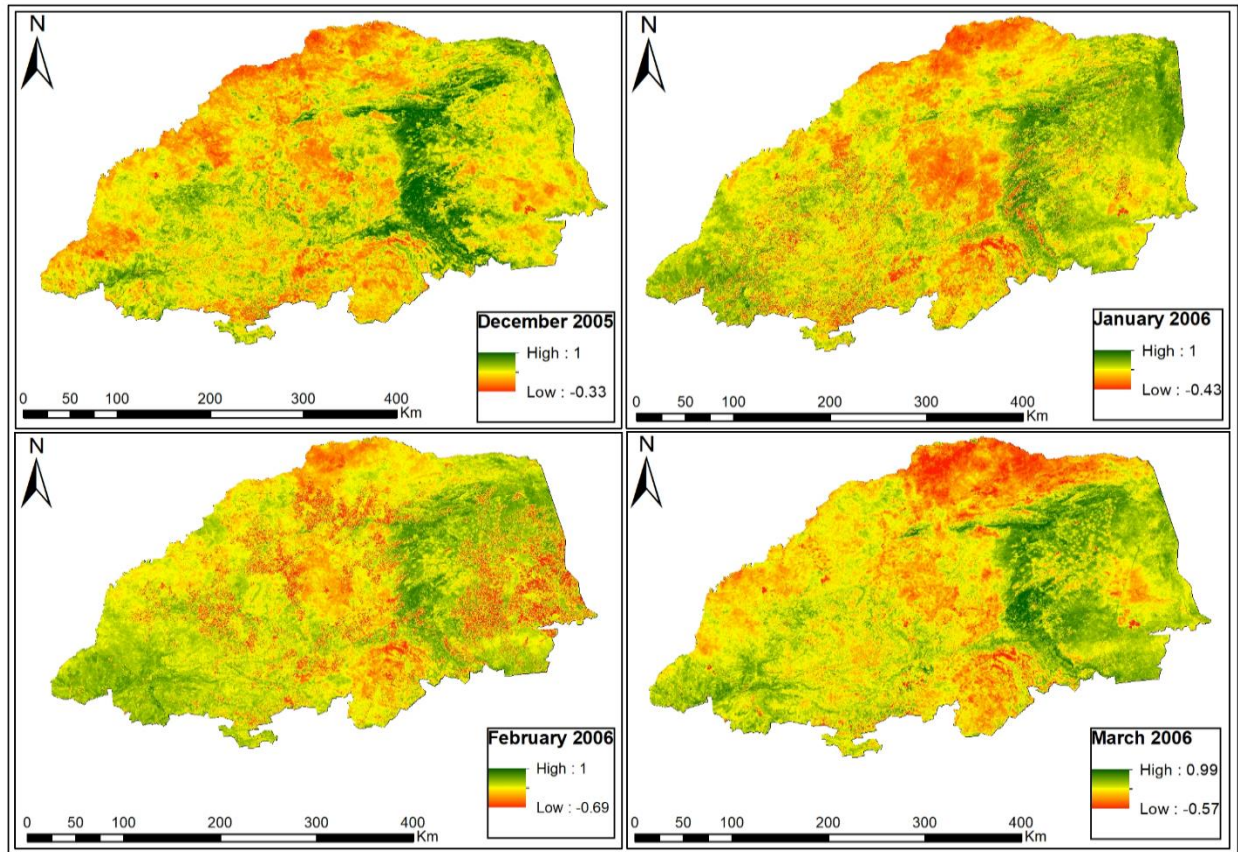 N
December 2005
High : 1
Low : -0.33
0 50 100 200 300 400
Km
N
January 2006
High : 1
Low : -0.43
0 50 100 200 300 400
Km
N
February 2006
High : 1
Low : -0.69
0 50 100 200 300 400
Km
N
March 2006
High : 0.99
Low : -0.57
0 50 100 200 300 400
Km